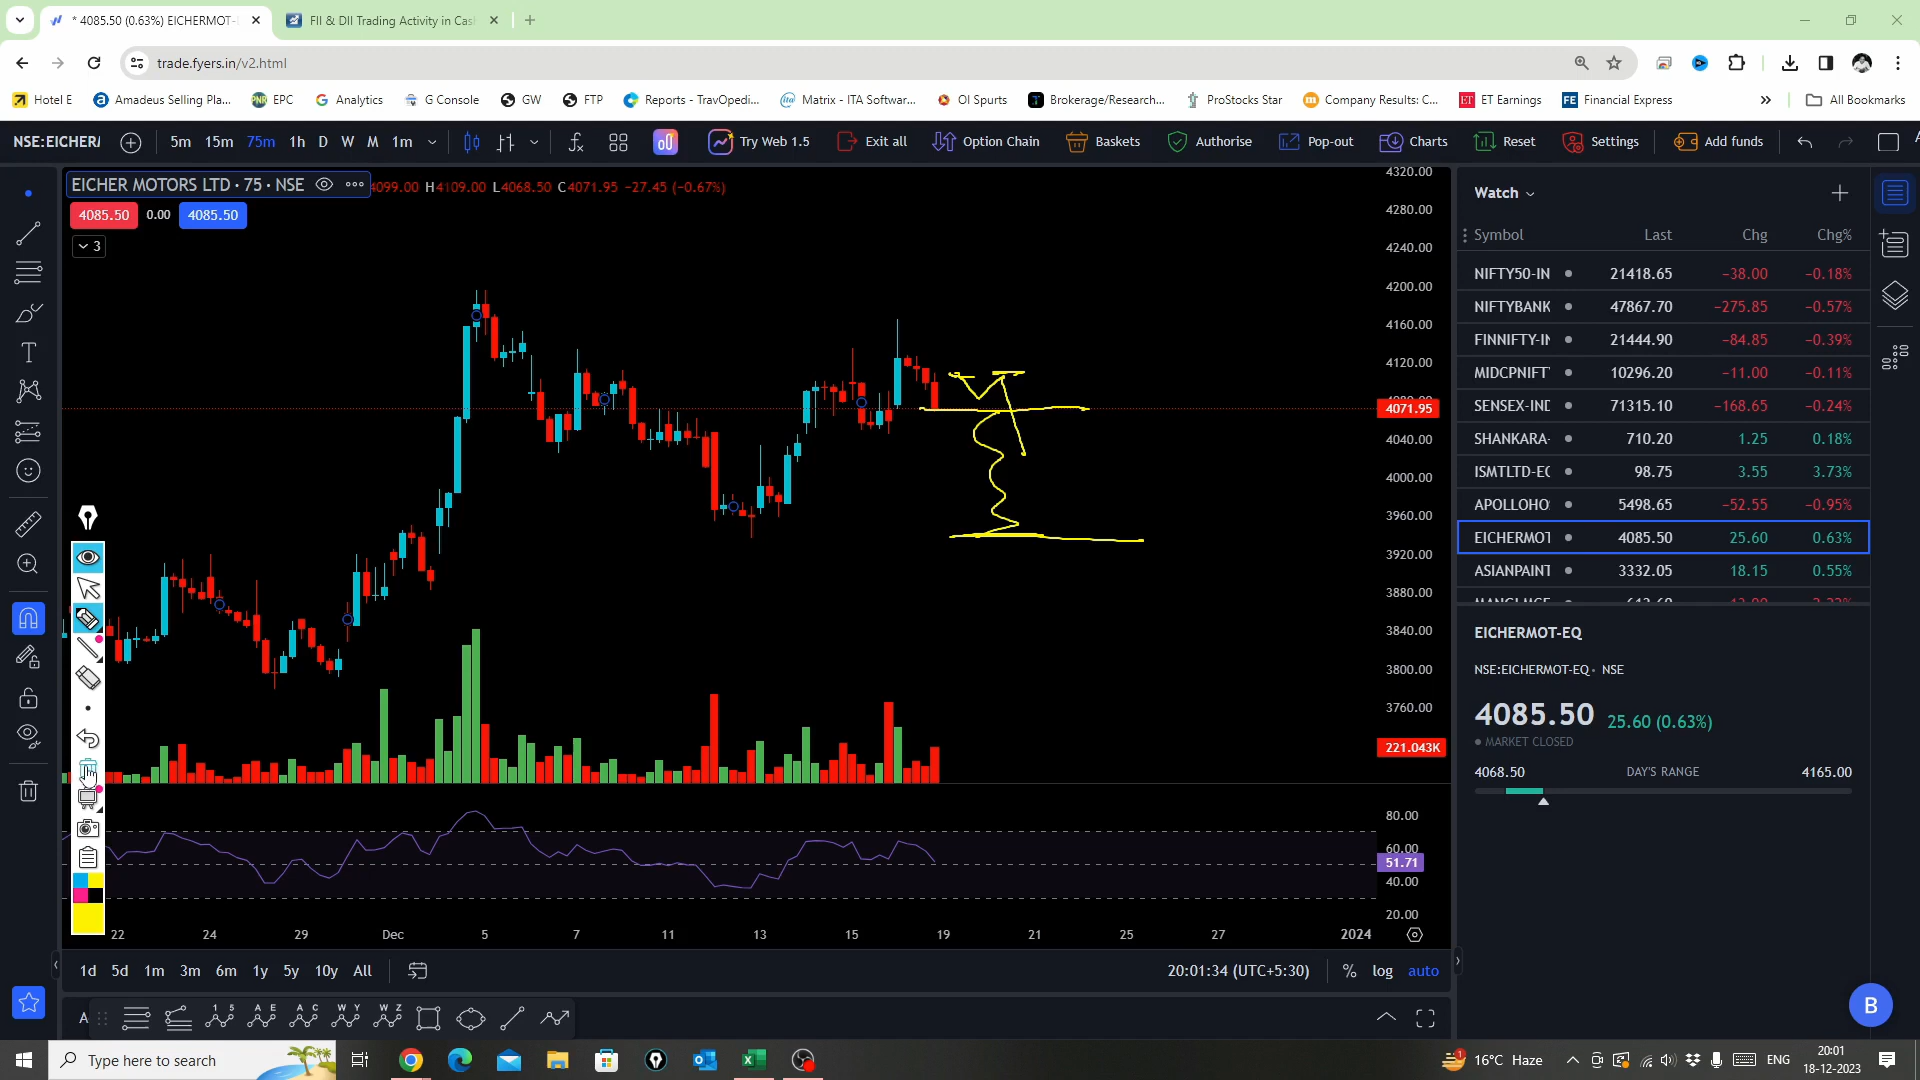 * 4085.50 (0.63%) EICHERMOT-
FII & DII Trading Activity in Cas
trade.fyers.in/v2.html
Hotel E
Amadeus Selling Pla...
EPC
Analytics
G Console
GW
FTP
Reports - TravOpedi...
Matrix - ITA Softwar...
OI Spurts
Brokerage/Research...
ProStocks Star
Company Results: C...
ET Earnings
Financial Express
All Bookmarks
NSE:EICHER
5m 15m 75m 1h D W M 1m
Try Web 1.5
Exit all
Option Chain
Baskets
Authorise
Pop-out
Charts
Reset
Settings
Add funds
EICHER MOTORS LTD · 75 · NSE
4099.00 H4109.00 L4068.50 C4071.95 −27.45 (−0.67%)
4085.50 0.00 4085.50
3
4320.00
4280.00
4240.00
4200.00
4160.00
4120.00
4071.95
4040.00
4000.00
3960.00
3920.00
3880.00
3840.00
3800.00
3760.00
221.043K
80.00
60.00
51.71
40.00
20.00
22 24 29 Dec 5 7 11 13 15 19 21 25 27 2024
1d 5d 1m 3m 6m 1y 5y 10y All
20:01:34 (UTC+5:30)
% log auto
1 5
A E
A C
W Y
W Z
Watch
Symbol Last Chg Chg%
NIFTY50-IN 21418.65 −38.00 −0.18%
NIFTYBANK 47867.70 −275.85 −0.57%
FINNIFTY-IN 21444.90 −84.85 −0.39%
MIDCPNIFT 10296.20 −11.00 −0.11%
SENSEX-IND 71315.10 −168.65 −0.24%
SHANKARA- 710.20 1.25 0.18%
ISMTLTD-EQ 98.75 3.55 3.73%
APOLLOHO 5498.65 −52.55 −0.95%
EICHERMOT 4085.50 25.60 0.63%
ASIANPAINT 3332.05 18.15 0.55%
EICHERMOT-EQ
NSE:EICHERMOT-EQ · NSE
4085.50 25.60 (0.63%)
MARKET CLOSED
4068.50 DAY'S RANGE 4165.00
B
Type here to search
16°C Haze
ENG
20:01
18-12-2023